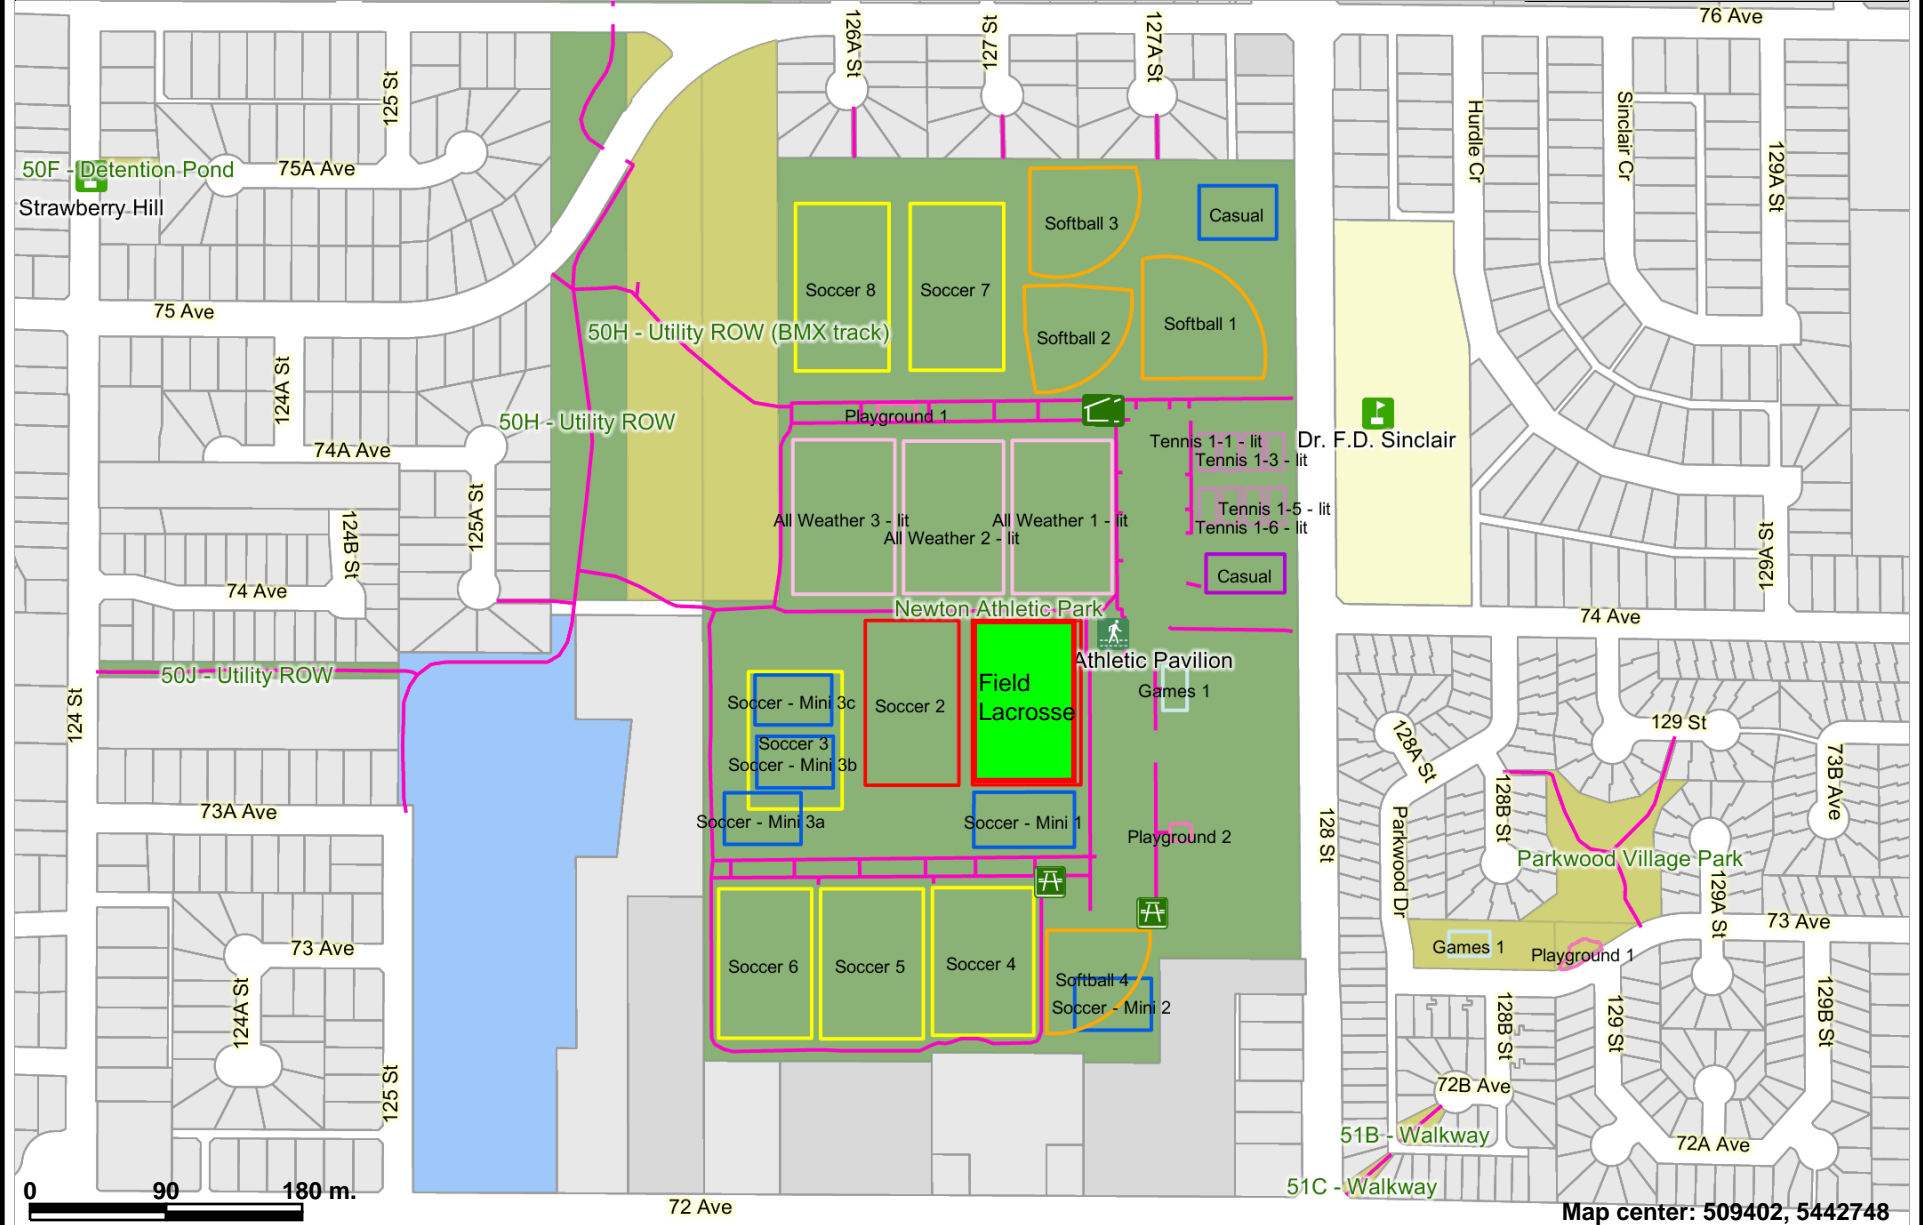 76 Ave
126A St
127 St
127A St
125 St
Hurdle Cr
Sinclair Cr
129A St
50F - Detention Pond
75A Ave
Strawberry Hill
Softball 3
Casual
75 Ave
Soccer 8
Soccer 7
Softball 1
Softball 2
50H - Utility ROW (BMX track)
124A St
50H - Utility ROW
Playground 1
74A Ave
Tennis 1-1 - lit
Tennis 1-3 - lit
Dr. F.D. Sinclair
125A St
124B St
All Weather 3 - lit
All Weather 1 - lit
All Weather 2 - lit
Tennis 1-5 - lit
Tennis 1-6 - lit
129A St
Casual
74 Ave
Newton Athletic Park
74 Ave
Athletic Pavilion
50J - Utility ROW
Games 1
Field
Lacrosse
Soccer - Mini 3c
Soccer 2
124 St
129 St
128A St
Soccer 3
Soccer - Mini 3b
73B Ave
128B St
73A Ave
Soccer - Mini 3a
Soccer - Mini 1
Playground 2
128 St
Parkwood Dr
Parkwood Village Park
129A St
73 Ave
73 Ave
Games 1
Playground 1
Soccer 6
Soccer 5
Soccer 4
Softball 4
Soccer - Mini 2
124A St
128B St
129 St
129B St
125 St
72B Ave
51B - Walkway
72A Ave
51C - Walkway
0 90 180 m.
72 Ave
Map center: 509402, 5442748